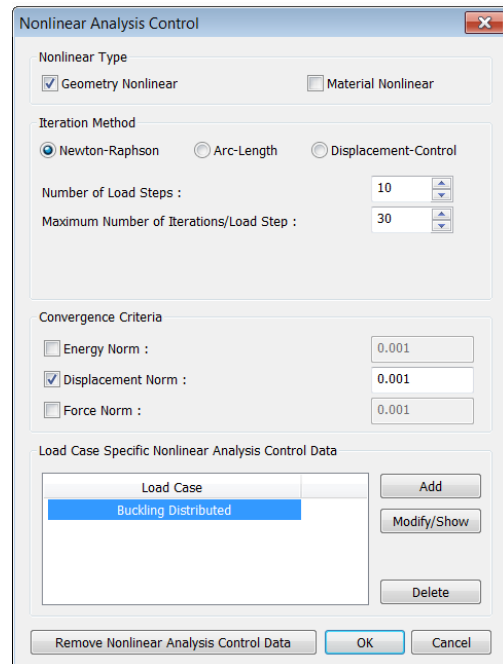 Nonlinear Analysis Control
Nonlinear Type
Geometry Nonlinear Material Nonlinear
Iteration Method
Newton-Raphson Arc-Length Displacement-Control
Number of Load Steps : 10
Maximum Number of Iterations/Load Step : 30
Convergence Criteria
Energy Norm : 0.001
Displacement Norm : 0.001
Force Norm : 0.001
Load Case Specific Nonlinear Analysis Control Data
Load Case Add
Buckling Distributed
Modify/Show
Delete
Remove Nonlinear Analysis Control Data OK Cancel